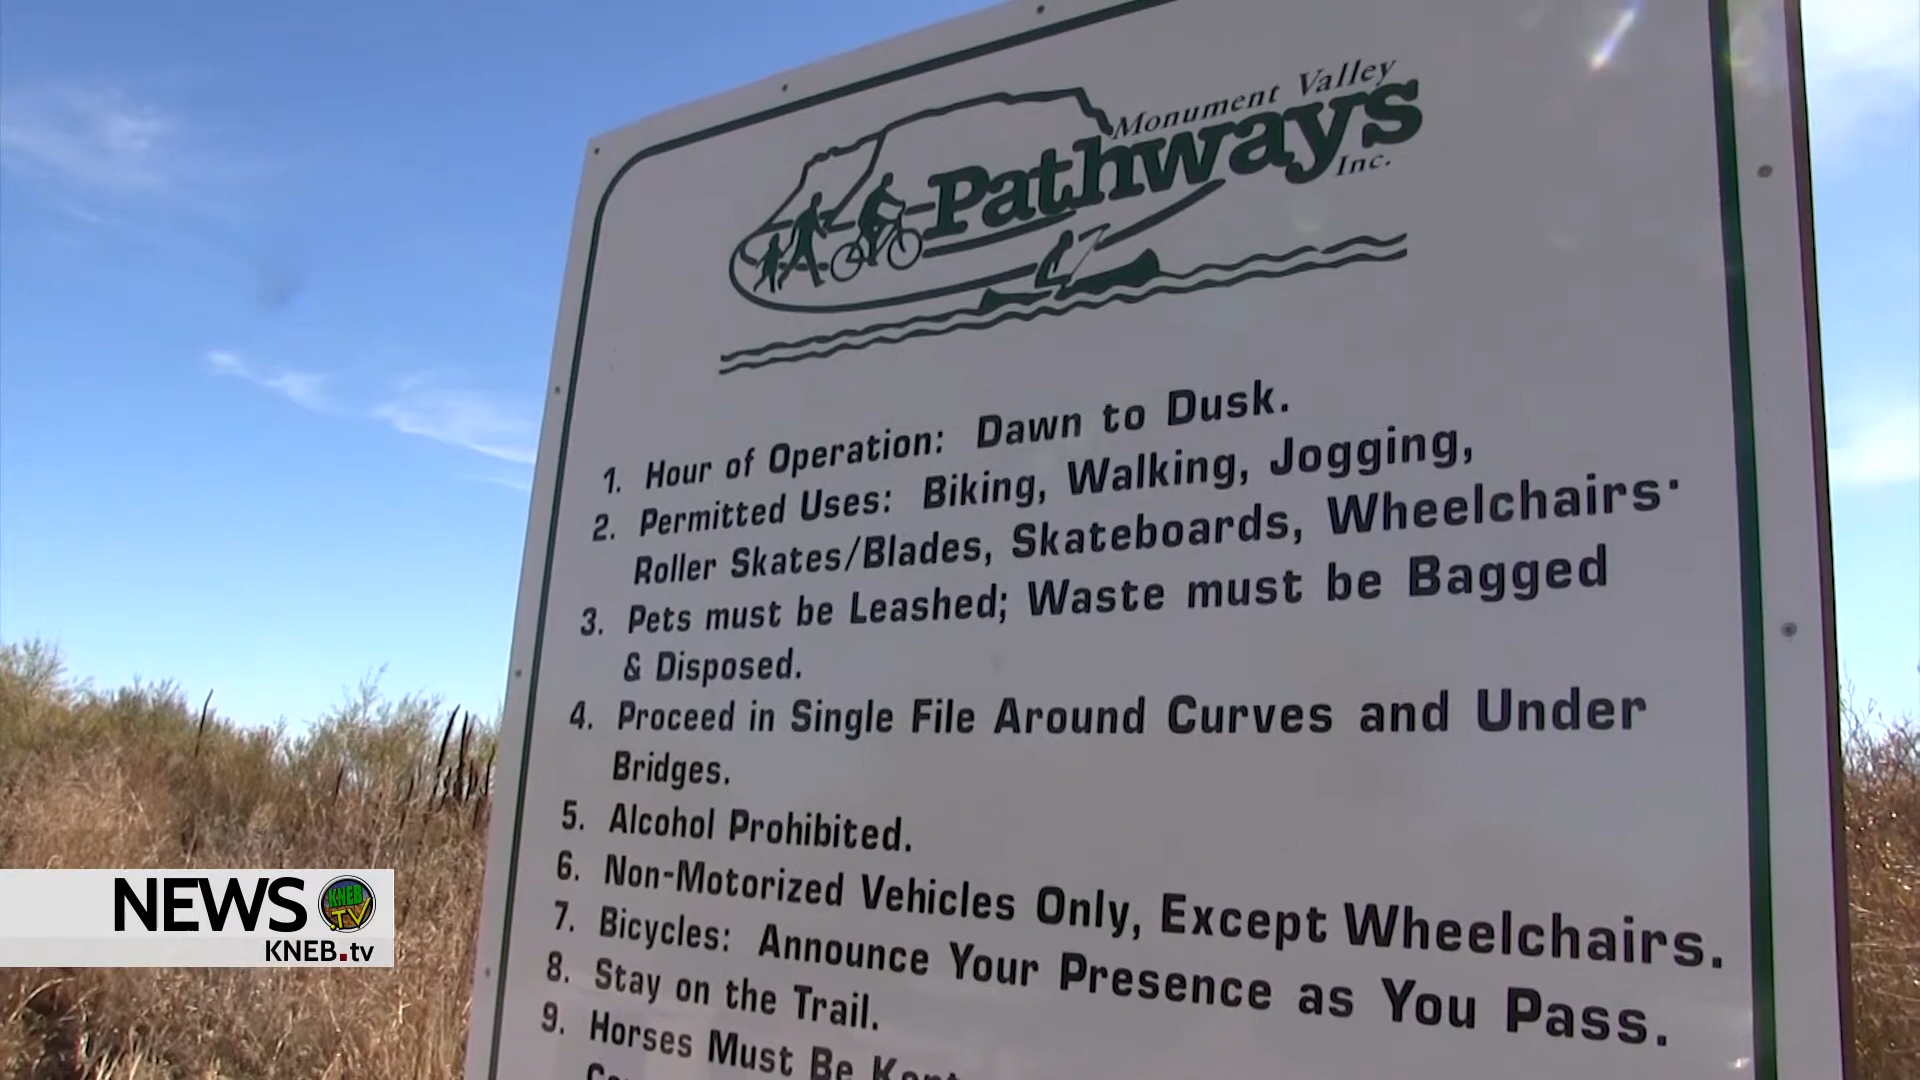 Monument Valley
Pathways
Inc.
1. Hour of Operation: Dawn to Dusk.
2. Permitted Uses: Biking, Walking, Jogging,
Roller Skates/Blades, Skateboards, Wheelchairs.
3. Pets must be Leashed; Waste must be Bagged
& Disposed.
4. Proceed in Single File Around Curves and Under
Bridges.
5. Alcohol Prohibited.
6. Non-Motorized Vehicles Only, Except Wheelchairs.
7. Bicycles: Announce Your Presence as You Pass.
8. Stay on the Trail.
9. Horses Must Be
NEWS KNEB .TV
KNEB.tv